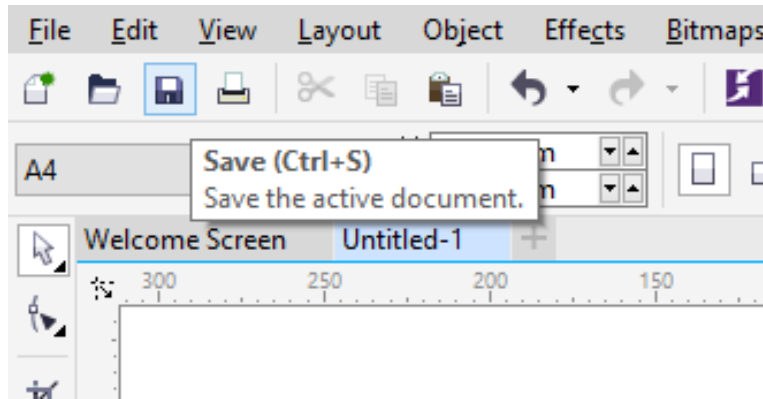 File Edit View Layout Object Effects Bitmaps
A4
Save (Ctrl+S)
Save the active document.
Welcome Screen Untitled-1
300 250 200 150